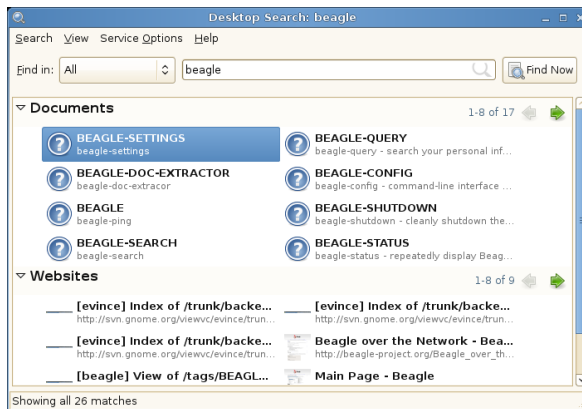 Desktop Search: beagle
Search View Service Options Help
Find in: All beagle Find Now
Documents 1-8 of 17
BEAGLE-SETTINGS
beagle-settings
BEAGLE-QUERY
beagle-query - search your personal inf...
BEAGLE-DOC-EXTRACTOR
beagle-doc-extracor
BEAGLE-CONFIG
beagle-config - command-line interface ...
BEAGLE
beagle-ping
BEAGLE-SHUTDOWN
beagle-shutdown - cleanly shutdown the...
BEAGLE-SEARCH
beagle-search
BEAGLE-STATUS
beagle-status - repeatedly display Beag...
Websites 1-8 of 9
[evince] Index of /trunk/backe...
http://svn.gnome.org/viewvc/evince/trun...
[evince] Index of /trunk/backe...
http://svn.gnome.org/viewvc/evince/trun...
[evince] Index of /trunk/backe...
http://svn.gnome.org/viewvc/evince/trun...
Beagle over the Network - Bea...
http://beagle-project.org/Beagle_over_th...
[beagle] View of /tags/BEAGL...
Main Page - Beagle
Showing all 26 matches